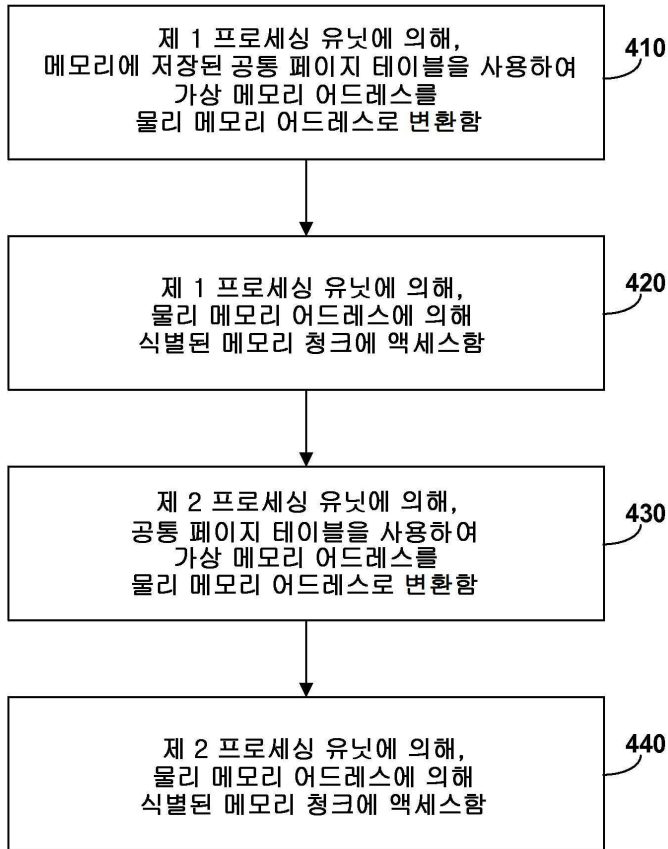 제 1 프로세싱 유닛에 의해,
메모리에 저장된 공통 페이지 테이블을 사용하여
가상 메모리 어드레스를
물리 메모리 어드레스로 변환함
410
제 1 프로세싱 유닛에 의해,
물리 메모리 어드레스에 의해
식별된 메모리 청크에 액세스함
420
제 2 프로세싱 유닛에 의해,
공통 페이지 테이블을 사용하여
가상 메모리 어드레스를
물리 메모리 어드레스로 변환함
430
제 2 프로세싱 유닛에 의해,
물리 메모리 어드레스에 의해
식별된 메모리 청크에 액세스함
440